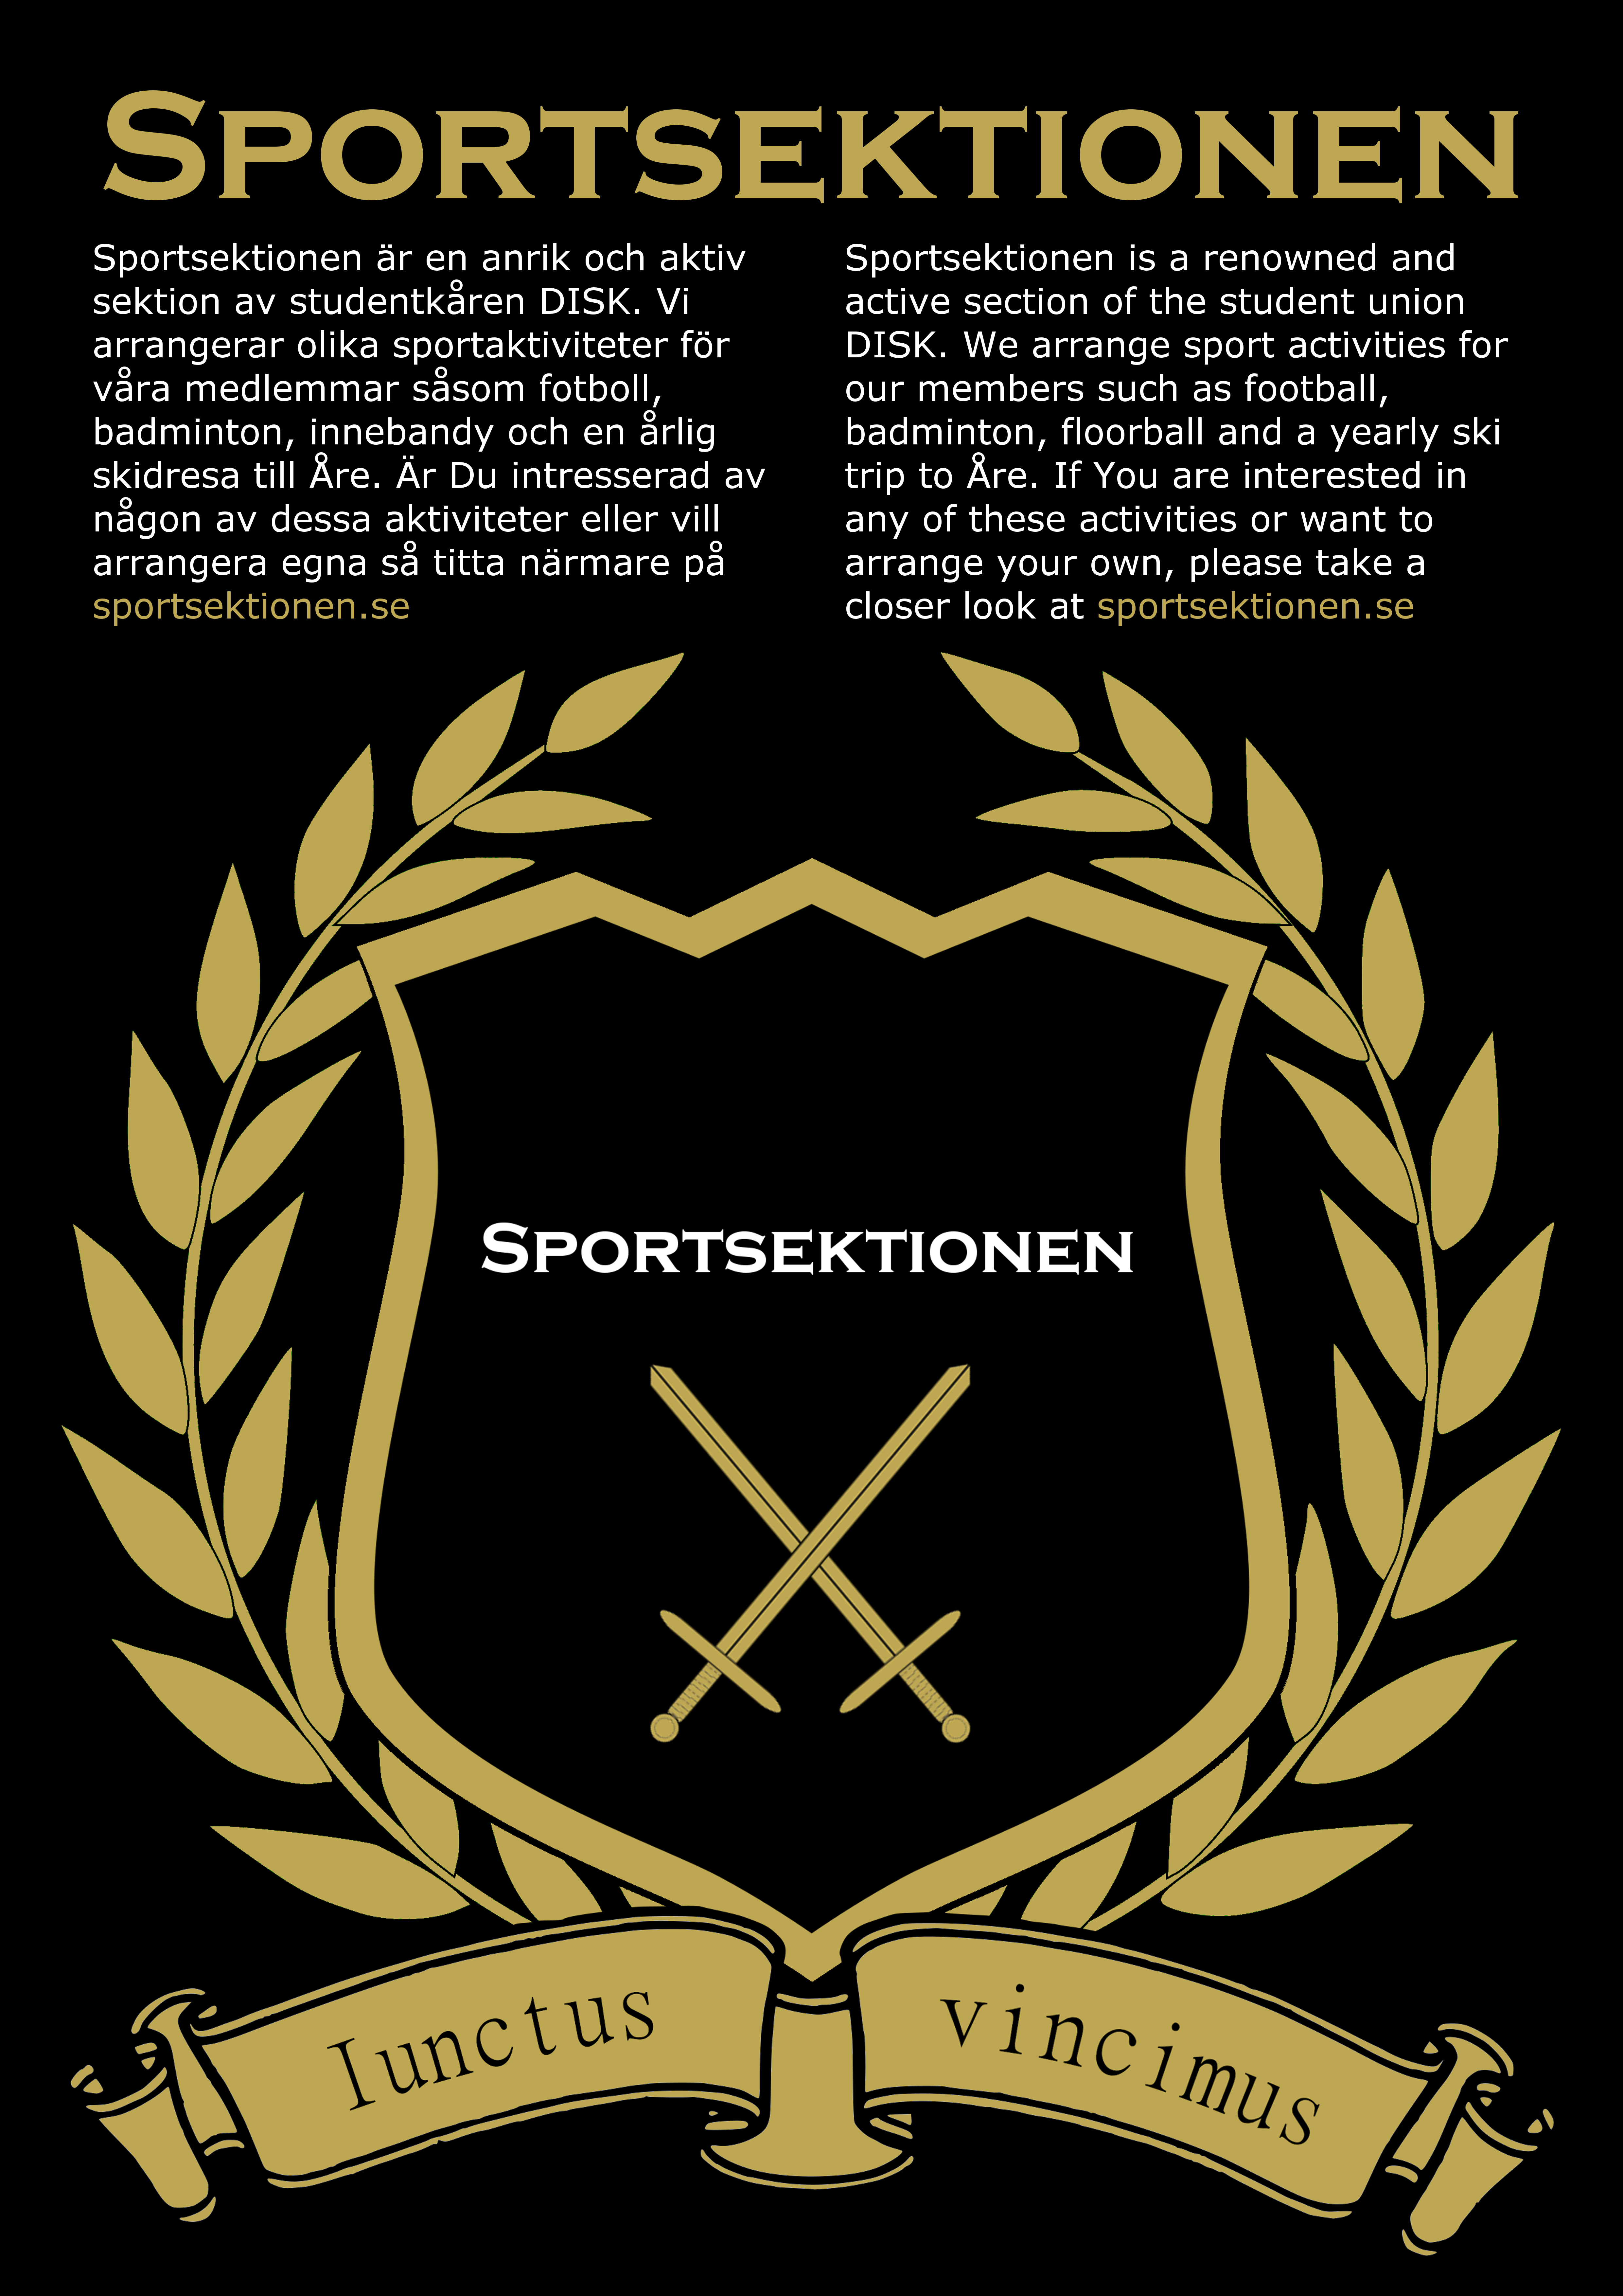 SPORTSEKTIONEN
Sportsektionen är en anrik och aktiv
sektion av studentkåren DISK. Vi
arrangerar olika sportaktiviteter för
våra medlemmar såsom fotboll,
badminton, innebandy och en årlig
skidresa till Åre. Är Du intresserad av
någon av dessa aktiviteter eller vill
arrangera egna så titta närmare på
sportsektionen.se
Sportsektionen is a renowned and
active section of the student union
DISK. We arrange sport activities for
our members such as football,
badminton, floorball and a yearly ski
trip to Åre. If You are interested in
any of these activities or want to
arrange your own, please take a
closer look at sportsektionen.se
SPORTSEKTIONEN
Iunctus vincimus